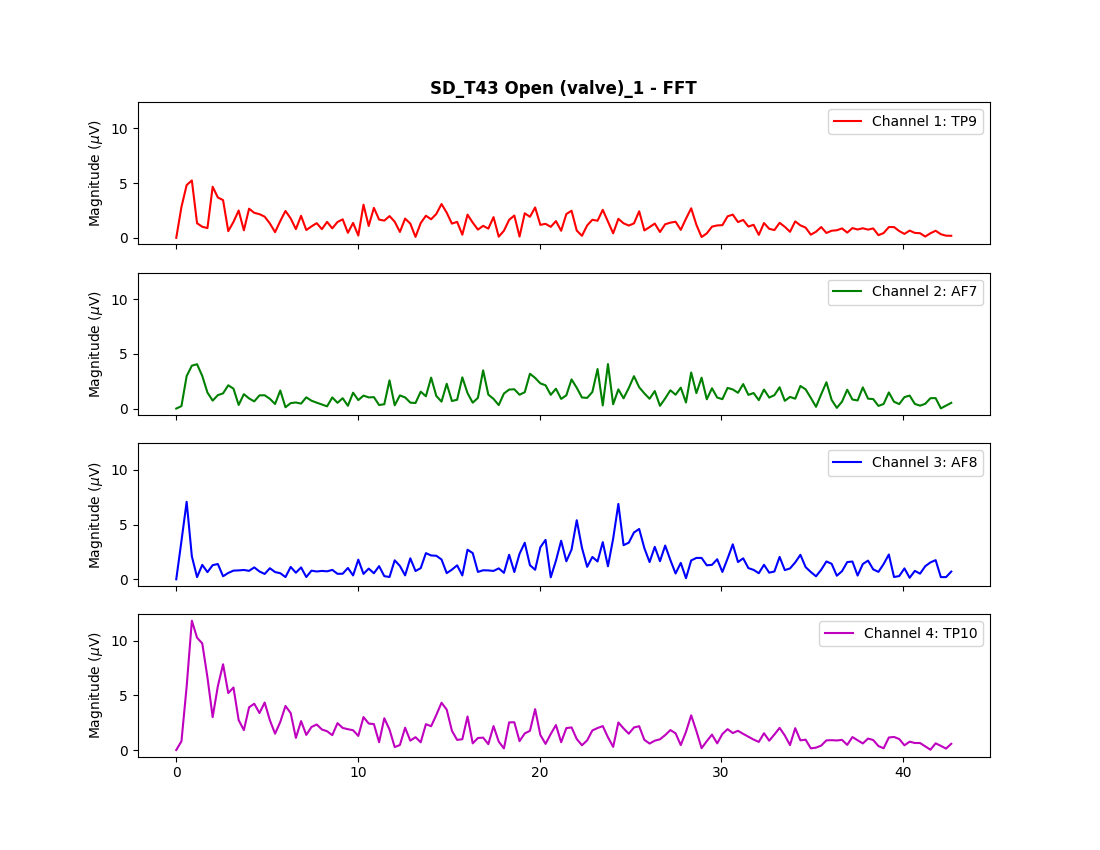 SD_T43 Open (valve)_1 - FFT
Magnitude (μV)
10
5
0
Channel 1: TP9
Magnitude (μV)
10
5
0
Channel 2: AF7
Magnitude (μV)
10
5
0
Channel 3: AF8
Magnitude (μV)
10
5
0
Channel 4: TP10
0 10 20 30 40